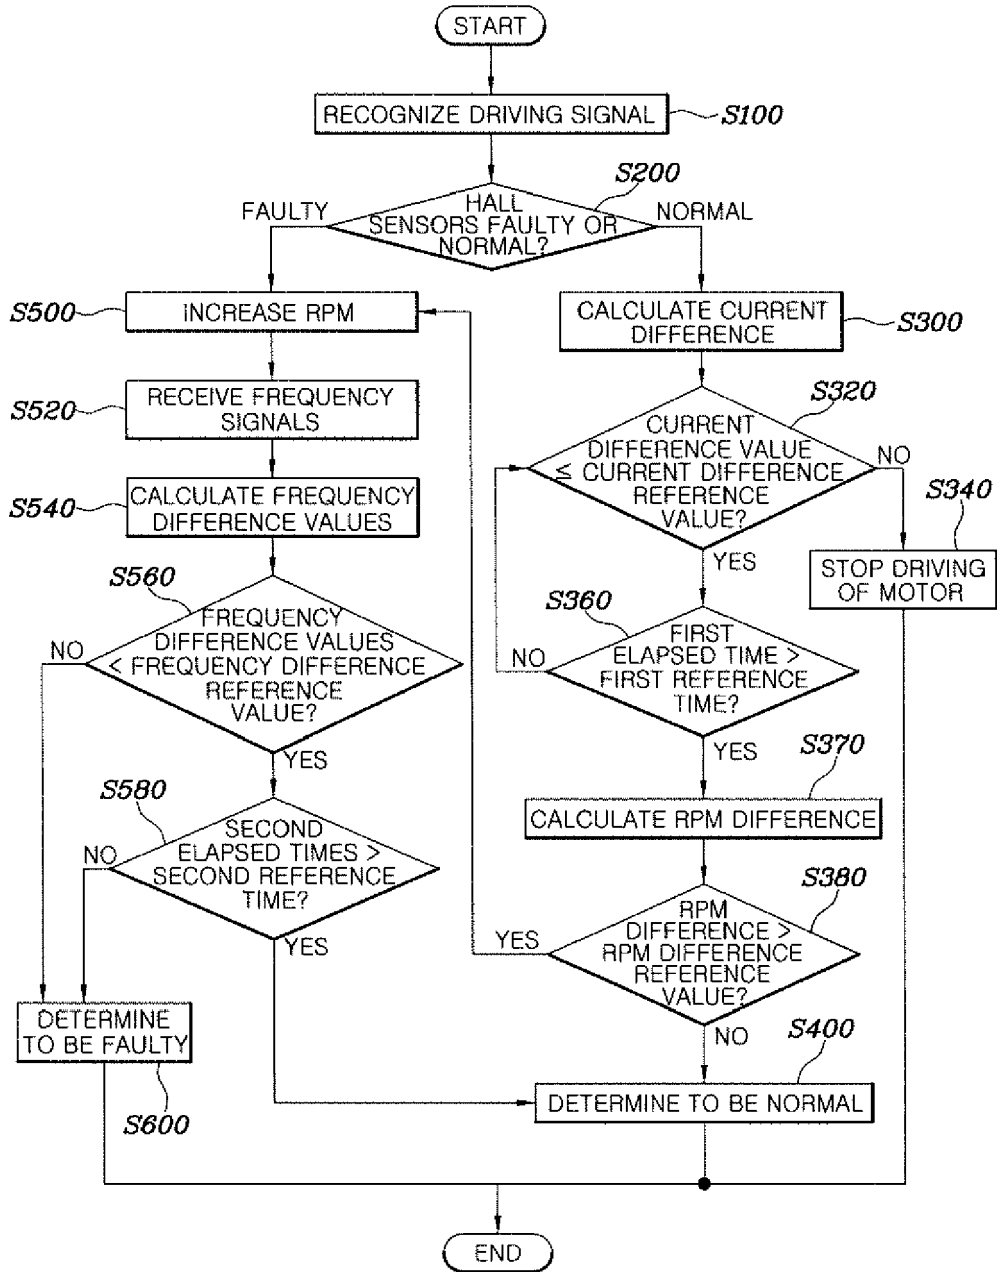 START
RECOGNIZE DRIVING SIGNAL
S100
S200
HALL
SENSORS FAULTY OR
NORMAL?
FAULTY
NORMAL
S500
INCREASE RPM
CALCULATE CURRENT
DIFFERENCE
S300
S520
RECEIVE FREQUENCY
SIGNALS
S320
CURRENT
DIFFERENCE VALUE
≤ CURRENT DIFFERENCE
REFERENCE
VALUE?
NO
YES
S340
STOP DRIVING
OF MOTOR
S540
CALCULATE FREQUENCY
DIFFERENCE VALUES
S560
FREQUENCY
DIFFERENCE VALUES
< FREQUENCY DIFFERENCE
REFERENCE
VALUE?
NO
YES
S360
FIRST
ELAPSED TIME >
FIRST REFERENCE
TIME?
NO
YES
S370
CALCULATE RPM DIFFERENCE
S580
SECOND
ELAPSED TIMES >
SECOND REFERENCE
TIME?
NO
YES
S380
RPM
DIFFERENCE >
RPM DIFFERENCE
REFERENCE
VALUE?
YES
NO
DETERMINE
TO BE FAULTY
S600
S400
DETERMINE TO BE NORMAL
END